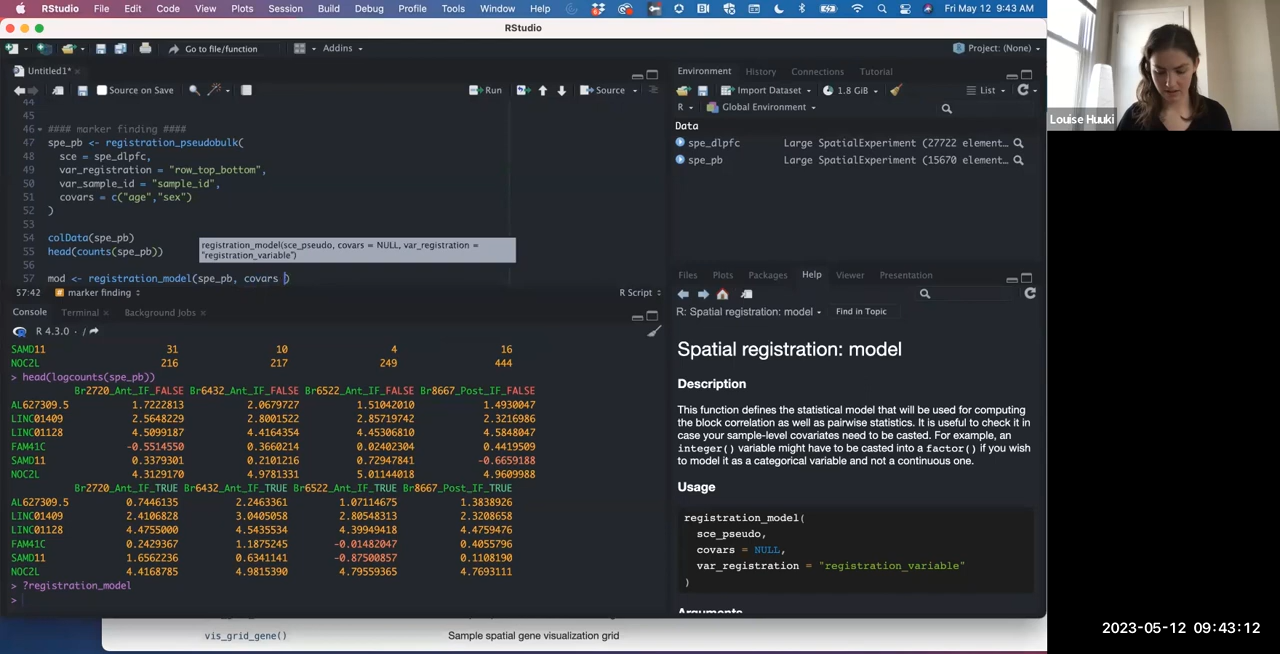 RStudio File Edit Code View Plots Session Build Debug Profile Tools Window Help Fri May 12 9:43 AM
RStudio
Go to file/function Addins Project: (None)
Untitled1*
Source on Save Run Source
44
45
46 #### marker finding ####
47 spe_pb <- registration_pseudobulk(
48 sce = spe_dlpfc,
49 var_registration = "row_top_bottom",
50 var_sample_id = "sample_id",
51 covars = c("age","sex")
52 )
53
54 colData(spe_pb)
55 head(counts(spe_pb))
56
registration_model(sce_pseudo, covars = NULL, var_registration =
"registration_variable")
57 mod <- registration_model(spe_pb, covars )
57:42 marker finding R Script
Console Terminal Background Jobs
R 4.3.0 · /
SAMD11 31 10 4 16
NOC2L 216 217 249 444
> head(logcounts(spe_pb))
Br2720_Ant_IF_FALSE Br6432_Ant_IF_FALSE Br6522_Ant_IF_FALSE Br8667_Post_IF_FALSE
AL627309.5 1.7222813 2.0679727 1.51042010 1.4930047
LINC01409 2.5648229 2.8001522 2.85719742 2.3216986
LINC01128 4.5099187 4.4164354 4.45306810 4.5848047
FAM41C -0.5514550 0.3660214 0.02402304 0.4419509
SAMD11 0.3379301 0.2101216 0.72947841 -0.6659188
NOC2L 4.3129170 4.9781331 5.01144018 4.9609988
Br2720_Ant_IF_TRUE Br6432_Ant_IF_TRUE Br6522_Ant_IF_TRUE Br8667_Post_IF_TRUE
AL627309.5 0.7446135 2.2463361 1.07114675 1.3838926
LINC01409 2.4106828 3.0405058 2.80548313 2.3208658
LINC01128 4.4775000 4.5435534 4.39949418 4.4759476
FAM41C 0.2429367 1.1875245 -0.01482047 0.4055796
SAMD11 1.6562236 0.6341141 -0.87500857 0.1108190
NOC2L 4.4168785 4.9815390 4.79559365 4.7693111
> ?registration_model
>
Environment History Connections Tutorial
Import Dataset 1.8 GiB List
R Global Environment
Data
spe_dlpfc Large SpatialExperiment (27722 element…
spe_pb Large SpatialExperiment (15670 element…
Files Plots Packages Help Viewer Presentation
R: Spatial registration: model Find in Topic
Spatial registration: model
Description
This function defines the statistical model that will be used for computing
the block correlation as well as pairwise statistics. It is useful to check it in
case your sample-level covariates need to be casted. For example, an
integer() variable might have to be casted into a factor() if you wish
to model it as a categorical variable and not a continuous one.
Usage
registration_model(
sce_pseudo,
covars = NULL,
var_registration = "registration_variable"
)
Arguments
vis_grid_gene() Sample spatial gene visualization grid
Louise Huuki
2023-05-12 09:43:12